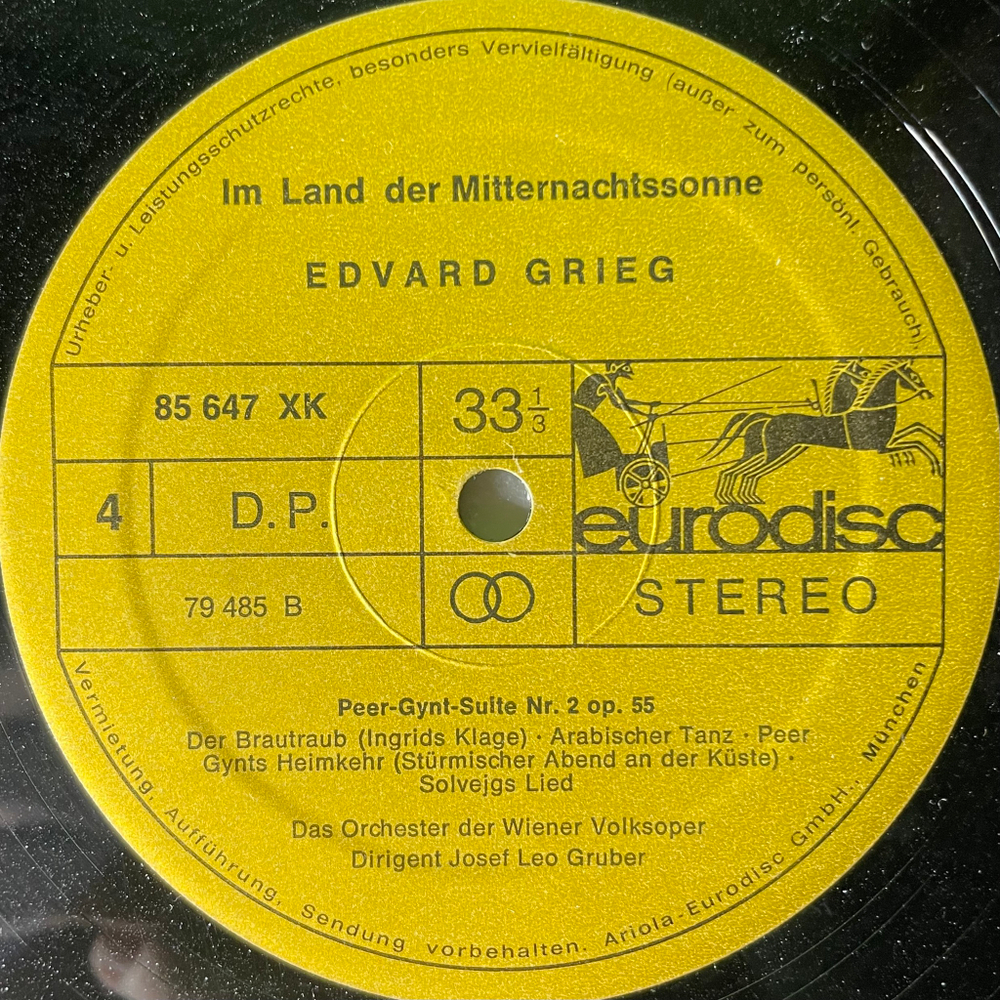 Urheber- u. Leistungsschutzrechte, besonders Vervielfältigung (außer zum persönl. Gebrauch),
Im Land der Mitternachtssonne
EDVARD GRIEG
85 647 XK
33 1/3
4
D.P.
eurodisc
79 485 B
STEREO
Peer-Gynt-Suite Nr. 2 op. 55
Der Brautraub (Ingrids Klage) · Arabischer Tanz · Peer
Gynts Heimkehr (Stürmischer Abend an der Küste) ·
Solvejgs Lied
Das Orchester der Wiener Volksoper
Dirigent Josef Leo Gruber
Vermietung, Aufführung, Sendung vorbehalten. Ariola-Eurodisc GmbH., München